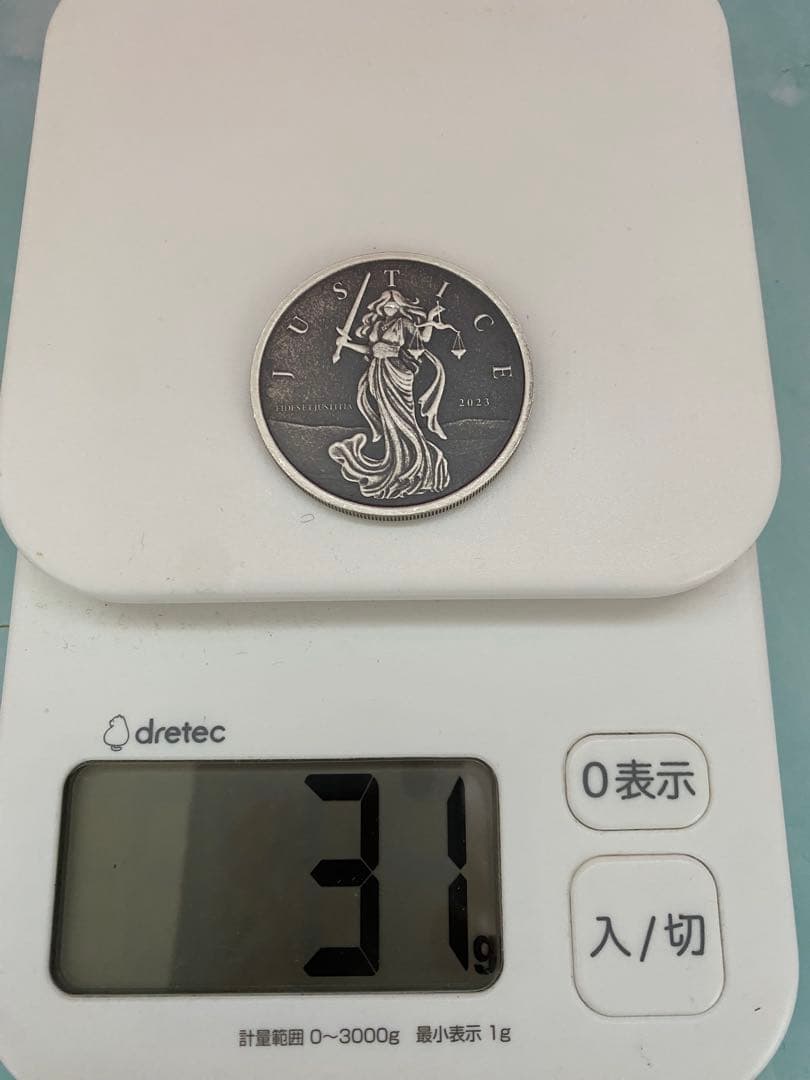 JUSTICE
FIDES ET JUSTITIA
2023
dretec
31g
0表示
入/切
計量範囲 0〜3000g 最小表示 1g